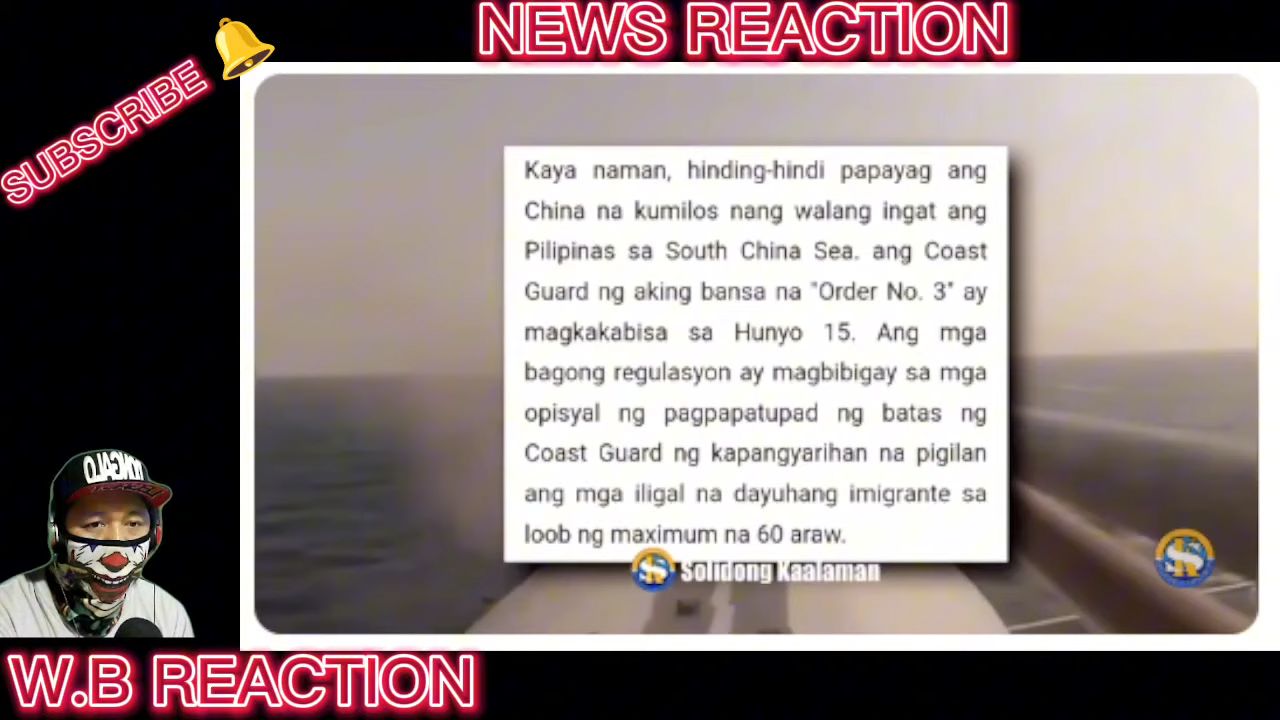 NEWS REACTION
SUBSCRIBE
Kaya naman, hinding-hindi papayag ang
China na kumilos nang walang ingat ang
Pilipinas sa South China Sea. ang Coast
Guard ng aking bansa na "Order No. 3" ay
magkakabisa sa Hunyo 15. Ang mga
bagong regulasyon ay magbibigay sa mga
opisyal ng pagpapatupad ng batas ng
Coast Guard ng kapangyarihan na pigilan
ang mga iligal na dayuhang imigrante sa
loob ng maximum na 60 araw.
Solidong Kaalaman
W.B REACTION